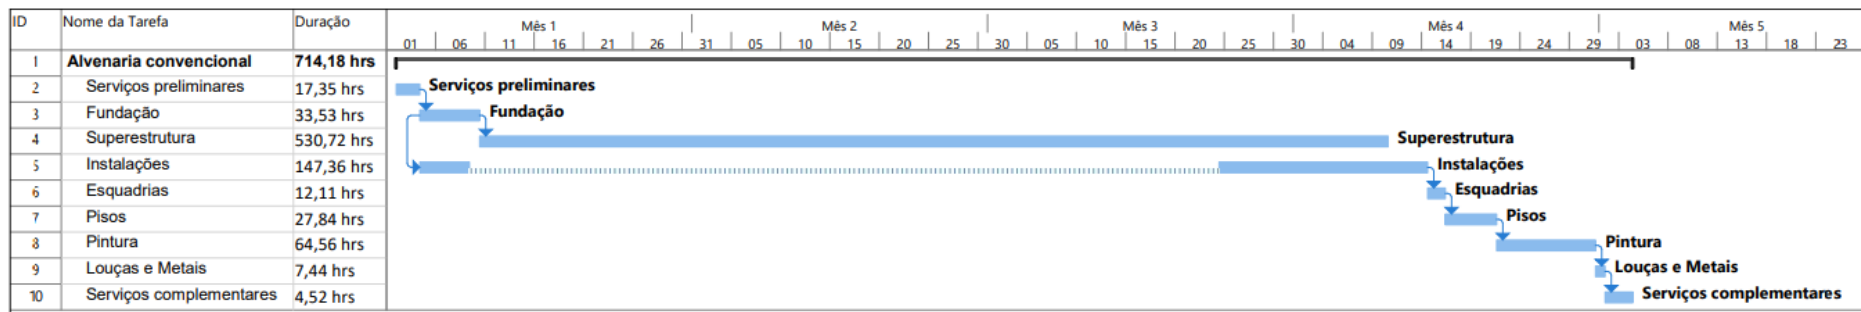 ID Nome da Tarefa Duração Mês 1 Mês 2 Mês 3 Mês 4 Mês 5
01 06 11 16 21 26 31 05 10 15 20 25 30 05 10 15 20 25 30 04 09 14 19 24 29 03 08 13 18 23
1 Alvenaria convencional 714,18 hrs
2 Serviços preliminares 17,35 hrs Serviços preliminares
3 Fundação 33,53 hrs Fundação
4 Superestrutura 530,72 hrs Superestrutura
5 Instalações 147,36 hrs Instalações
6 Esquadrias 12,11 hrs Esquadrias
7 Pisos 27,84 hrs Pisos
8 Pintura 64,56 hrs Pintura
9 Louças e Metais 7,44 hrs Louças e Metais
10 Serviços complementares 4,52 hrs Serviços complementares